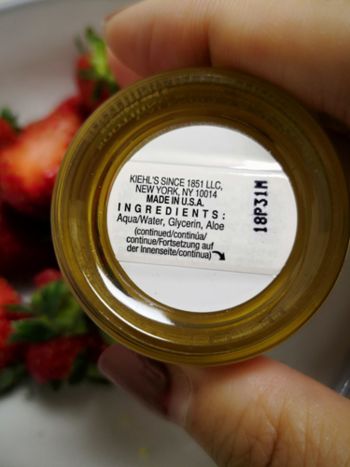 KIEHL'S SINCE 1851 LLC,
NEW YORK, NY 10014
MADE IN U.S.A.
INGREDIENTS:
Aqua/Water, Glycerin, Aloe
(continued/continúa/
continue/Fortsetzung auf
der Innenseite/continua)
18P31M